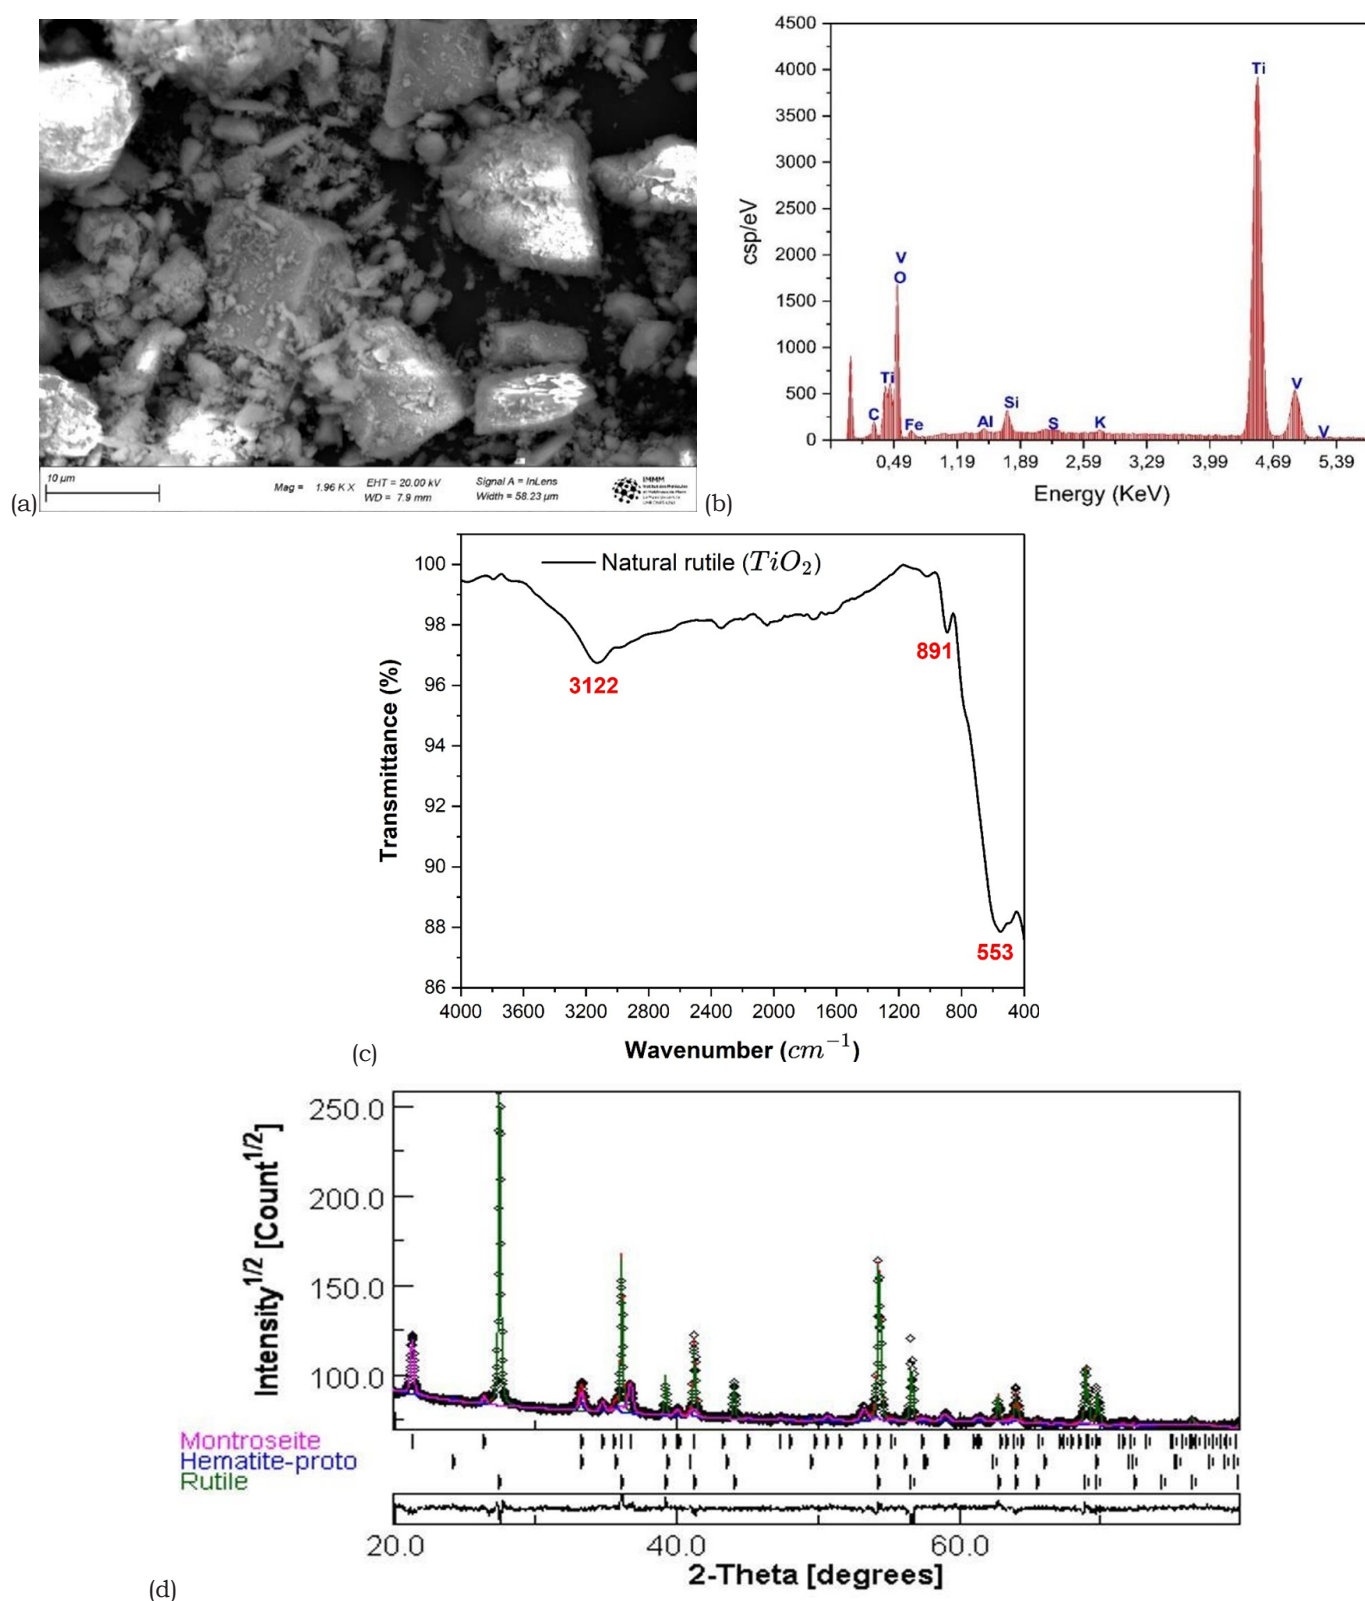 10 µm
Mag = 1.96 K X
EHT = 20.00 kV
WD = 7.9 mm
Signal A = InLens
Width = 58.23 µm
IMMM
(a)
4500
4000
3500
3000
2500
2000
1500
1000
500
0
csp/eV
Ti
V
O
Ti
C
Fe
Al
Si
S
K
V
V
0,49 1,19 1,89 2,59 3,29 3,99 4,69 5,39
Energy (KeV)
(b)
Natural rutile (TiO₂)
100
98
96
94
92
90
88
86
Transmittance (%)
3122
891
553
4000 3600 3200 2800 2400 2000 1600 1200 800 400
Wavenumber (cm⁻¹)
(c)
250.0
200.0
150.0
100.0
Intensity^1/2 [Count^1/2]
Montroseite
Hematite-proto
Rutile
20.0 40.0 60.0
2-Theta [degrees]
(d)